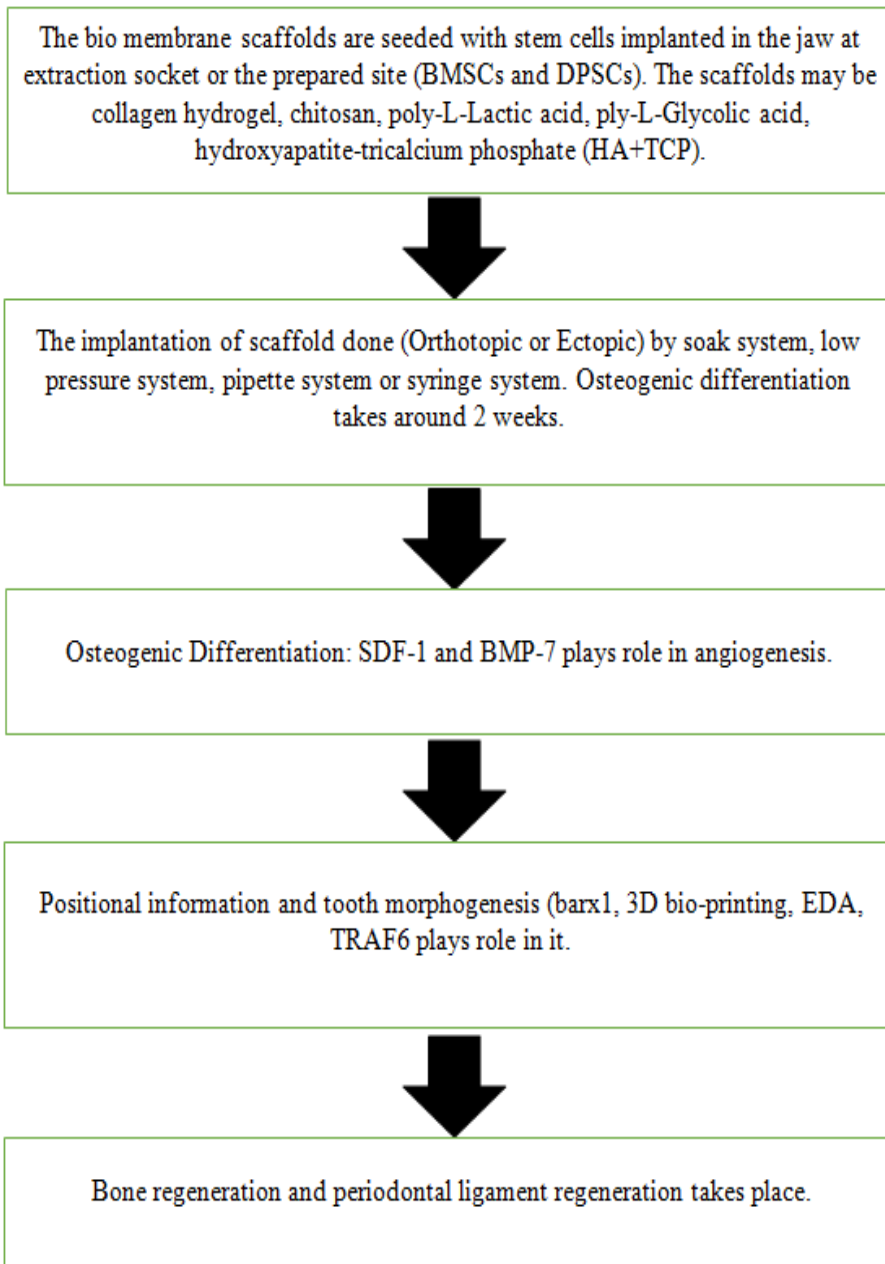 The bio membrane scaffolds are seeded with stem cells implanted in the jaw at
extraction socket or the prepared site (BMSCs and DPSCs). The scaffolds may be
collagen hydrogel, chitosan, poly-L-Lactic acid, ply-L-Glycolic acid,
hydroxyapatite-tricalcium phosphate (HA+TCP).
The implantation of scaffold done (Orthotopic or Ectopic) by soak system, low
pressure system, pipette system or syringe system. Osteogenic differentiation
takes around 2 weeks.
Osteogenic Differentiation: SDF-1 and BMP-7 plays role in angiogenesis.
Positional information and tooth morphogenesis (barx1, 3D bio-printing, EDA,
TRAF6 plays role in it.
Bone regeneration and periodontal ligament regeneration takes place.